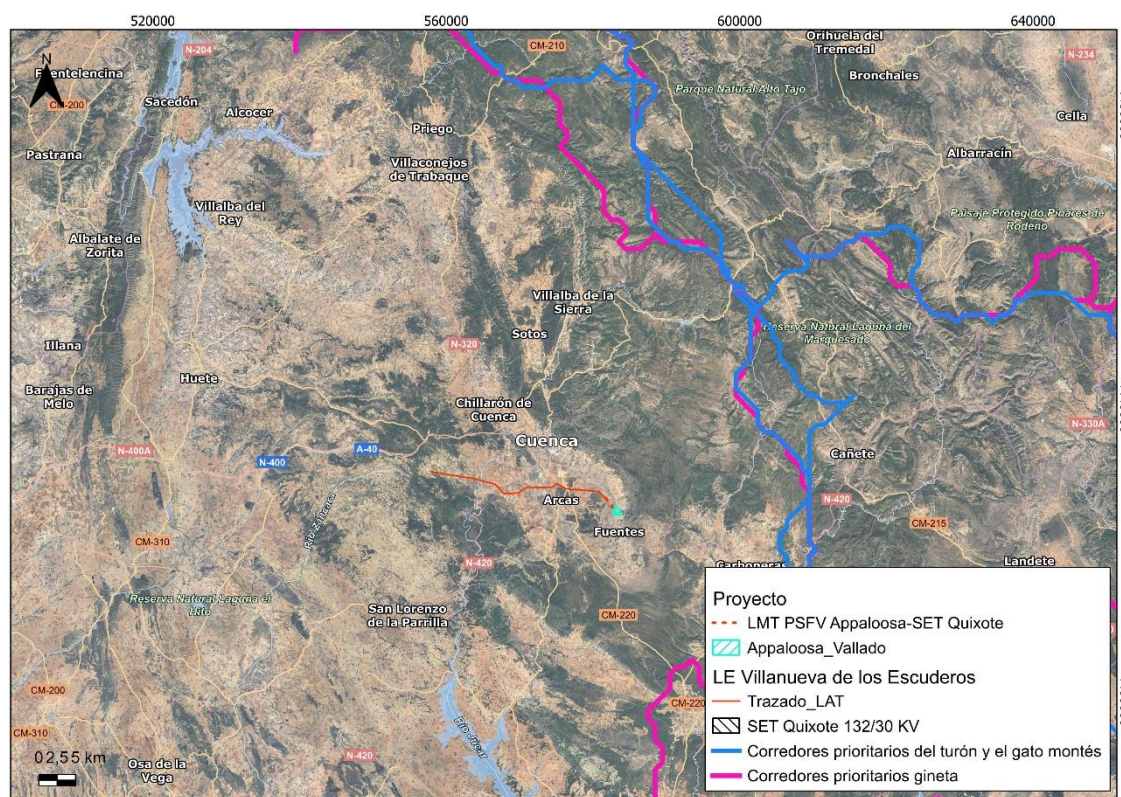 520000
560000
600000
640000
N-204
CM-210
Orihuela del
Tremedal
N-234
Fuentelencina
N
CM-200
Sacedón
Bronchales
Parque Natural Alto Tajo
Alcocer
Cella
Priego
Pastrana
Villaconejos
de Trabaque
Albarracín
Villalba del
Rey
Paisaje Protegido Pinares de
Rodeno
Albalate de
Zorita
Villalba de la
Sierra
Sotos
Reserva Natural Laguna del
Marquesado
Illana
N-320
Huete
Barajas de
Melo
Chillarón de
Cuenca
N-330A
Cuenca
N-400A
A-40
N-400
Cañete
Arcas
N-420
Río Záncara
CM-215
Fuentes
CM-310
N-420
Carboneras
Landete
Reserva Natural Laguna el
Hito
San Lorenzo
de la Parrilla
CM-220
CM-200
CM-220
CM-310
Río Júcar
N-420
Osa de la
Vega
02,55 km
Proyecto
LMT PSFV Appaloosa-SET Quixote
Appaloosa_Vallado
LE Villanueva de los Escuderos
Trazado_LAT
SET Quixote 132/30 KV
Corredores prioritarios del turón y el gato montés
Corredores prioritarios gineta